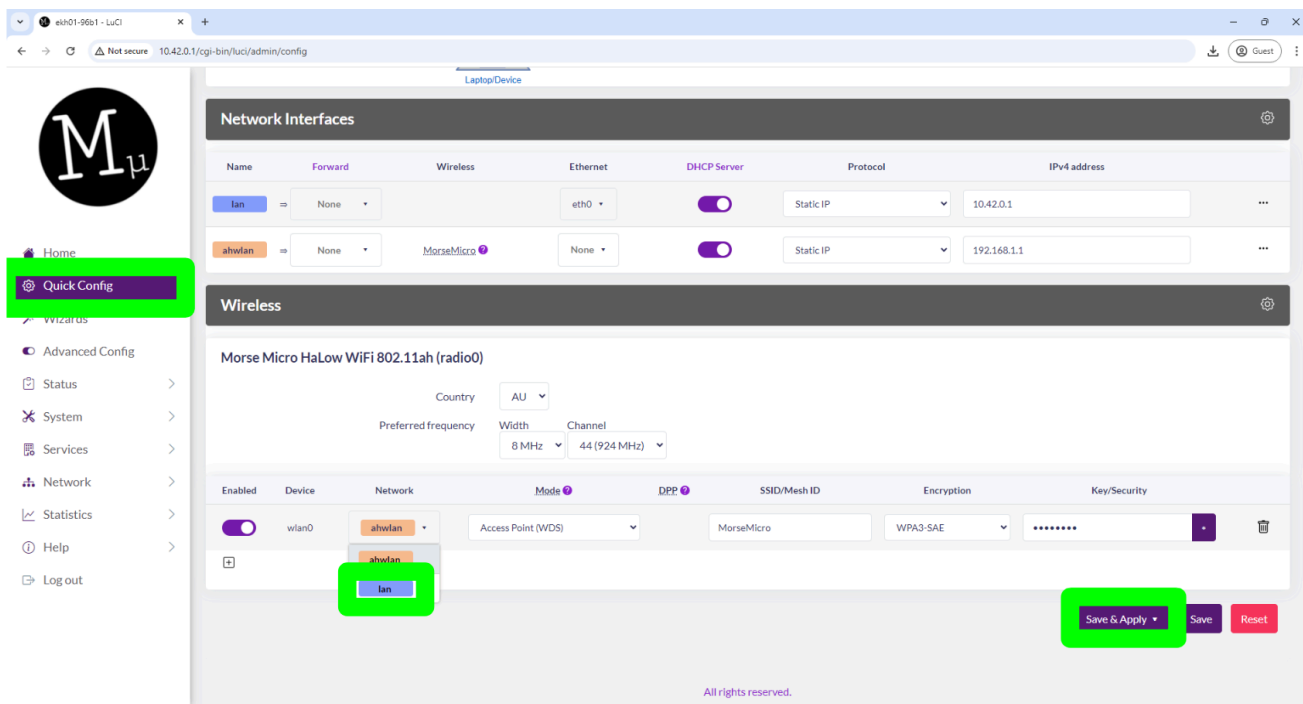 ekh01-96b1 - LuCI
Not secure 10.42.0.1/cgi-bin/luci/admin/config
Guest
Laptop/Device
Mμ
Network Interfaces
Name Forward Wireless Ethernet DHCP Server Protocol IPv4 address
lan ⇒ None eth0 Static IP 10.42.0.1 ...
ahwlan ⇒ None MorseMicro ? None Static IP 192.168.1.1 ...
Home
Quick Config
Wizards
Advanced Config
Status
System
Services
Network
Statistics
Help
Log out
Wireless
Morse Micro HaLow WiFi 802.11ah (radio0)
Country AU
Preferred frequency Width Channel
8 MHz 44 (924 MHz)
Enabled Device Network Mode ? DPP ? SSID/Mesh ID Encryption Key/Security
wlan0 ahwlan Access Point (WDS) MorseMicro WPA3-SAE ••••••••
ahwlan
lan
Save & Apply Save Reset
All rights reserved.